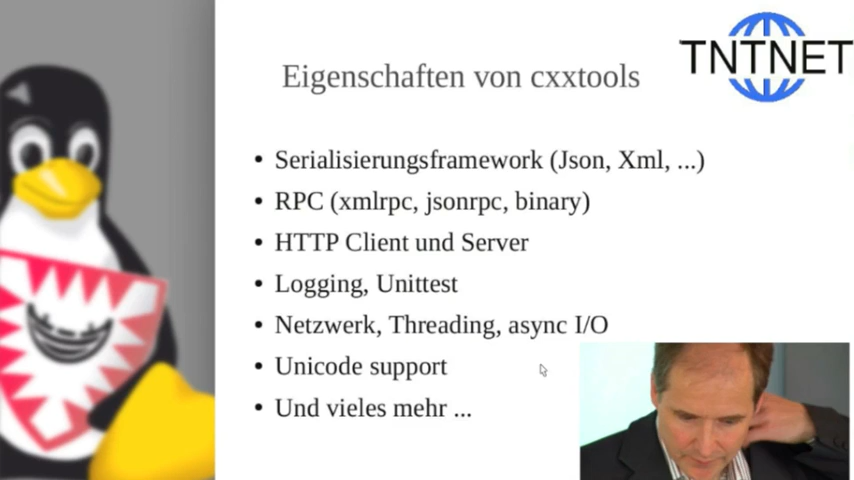 TNTNET
Eigenschaften von cxxtools
• Serialisierungsframework (Json, Xml, ...)
• RPC (xmlrpc, jsonrpc, binary)
• HTTP Client und Server
• Logging, Unittest
• Netzwerk, Threading, async I/O
• Unicode support
• Und vieles mehr ...